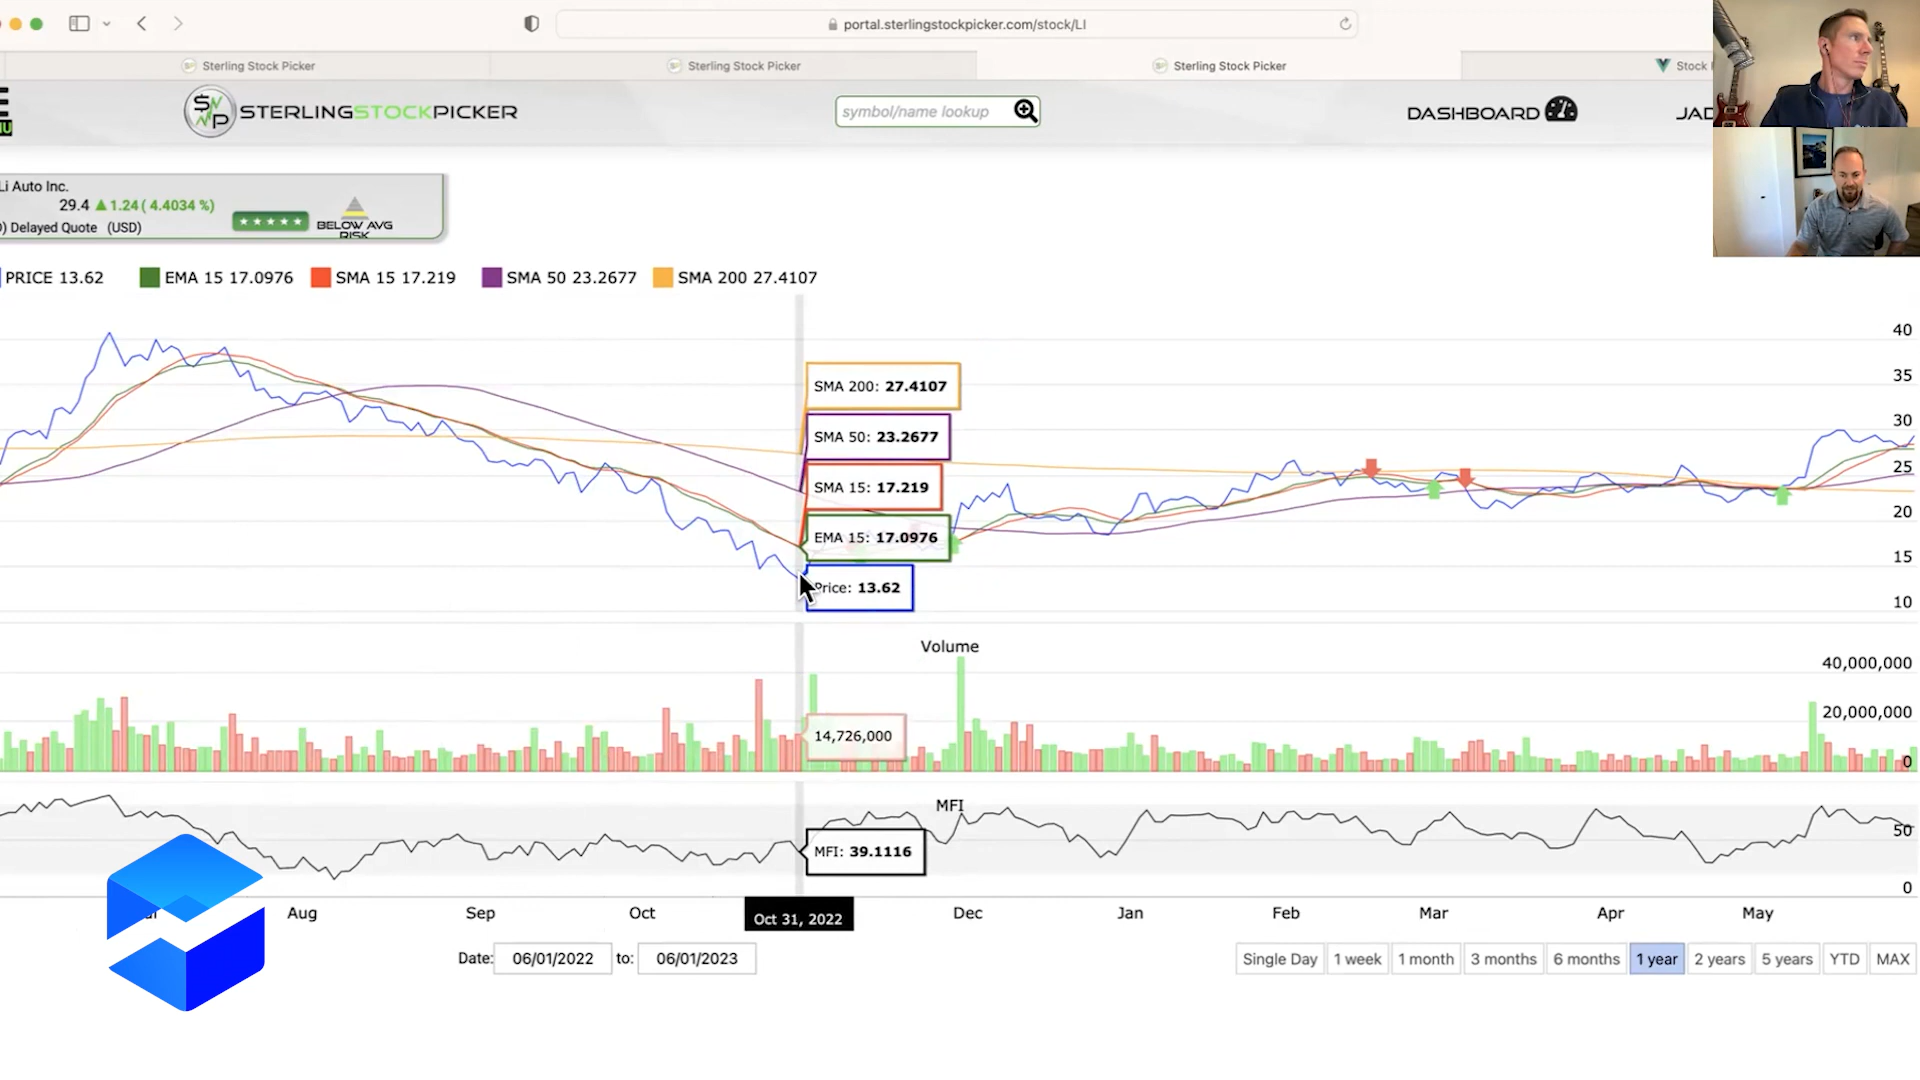 portal.sterlingstockpicker.com/stock/LI
Sterling Stock Picker
Sterling Stock Picker
Sterling Stock Picker
Stock
STERLINGSTOCKPICKER
symbol/name lookup
DASHBOARD
JAD
Li Auto Inc.
29.4 ▲1.24 ( 4.4034 %)
) Delayed Quote (USD)
BELOW AVG
RISK
PRICE 13.62
EMA 15 17.0976
SMA 15 17.219
SMA 50 23.2677
SMA 200 27.4107
40
35
30
25
20
15
10
SMA 200: 27.4107
SMA 50: 23.2677
SMA 15: 17.219
EMA 15: 17.0976
Price: 13.62
Volume
40,000,000
20,000,000
0
14,726,000
MFI
50
0
MFI: 39.1116
Aug
Sep
Oct
Oct 31, 2022
Dec
Jan
Feb
Mar
Apr
May
Date: 06/01/2022 to: 06/01/2023
Single Day
1 week
1 month
3 months
6 months
1 year
2 years
5 years
YTD
MAX